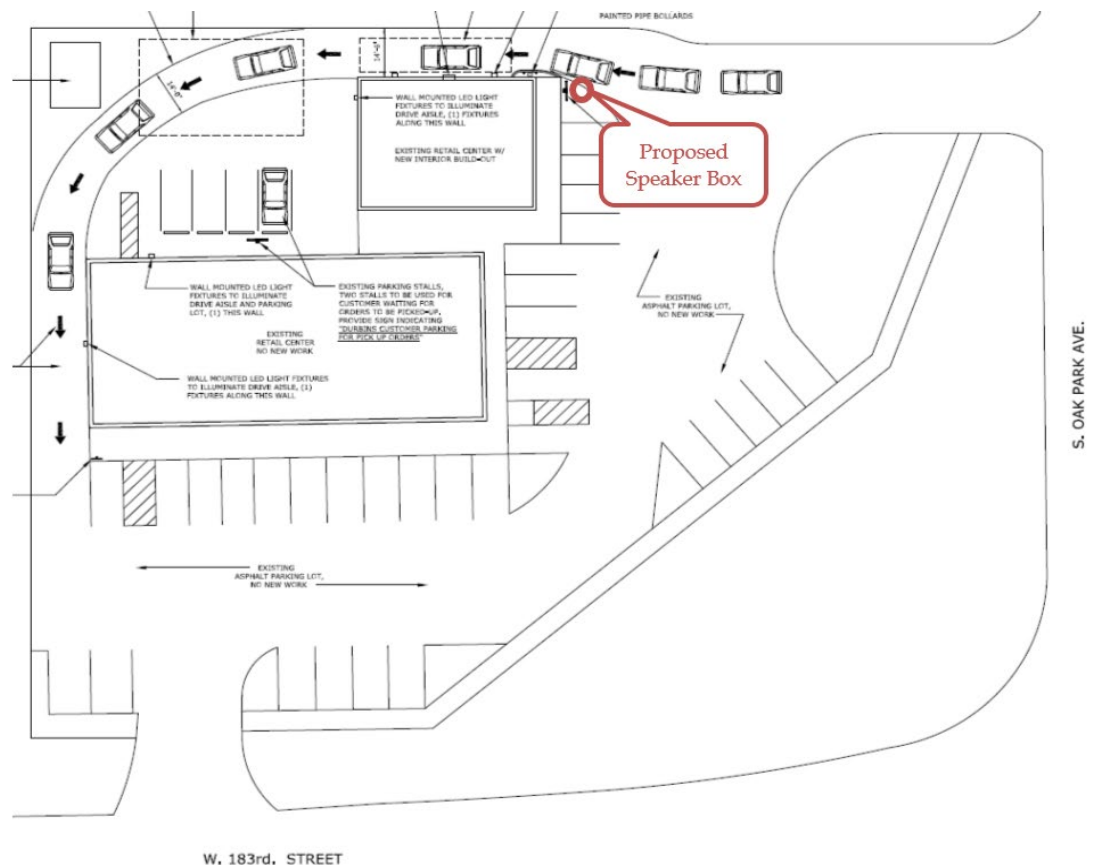 PAINTED PIPE BOLLARDS
14'-0"
14'-0"
WALL MOUNTED LED LIGHT
FIXTURES TO ILLUMINATE
DRIVE AISLE, (1) FIXTURES
ALONG THIS WALL
EXISTING RETAIL CENTER W/
NEW INTERIOR BUILD-OUT
Proposed
Speaker Box
WALL MOUNTED LED LIGHT
FIXTURES TO ILLUMINATE
DRIVE AISLE AND PARKING
LOT, (1) THIS WALL
EXISTING PARKING STALLS,
TWO STALLS TO BE USED FOR
CUSTOMER WAITING FOR
ORDERS TO BE PICKED-UP.
PROVIDE SIGN INDICATING
"DURBINS CUSTOMER PARKING
FOR PICK UP ORDERS"
EXISTING
RETAIL CENTER
NO NEW WORK
WALL MOUNTED LED LIGHT FIXTURES
TO ILLUMINATE DRIVE AISLE, (1)
FIXTURES ALONG THIS WALL
EXISTING
ASPHALT PARKING LOT,
NO NEW WORK
S. OAK PARK AVE.
EXISTING
ASPHALT PARKING LOT,
NO NEW WORK
W. 183rd. STREET